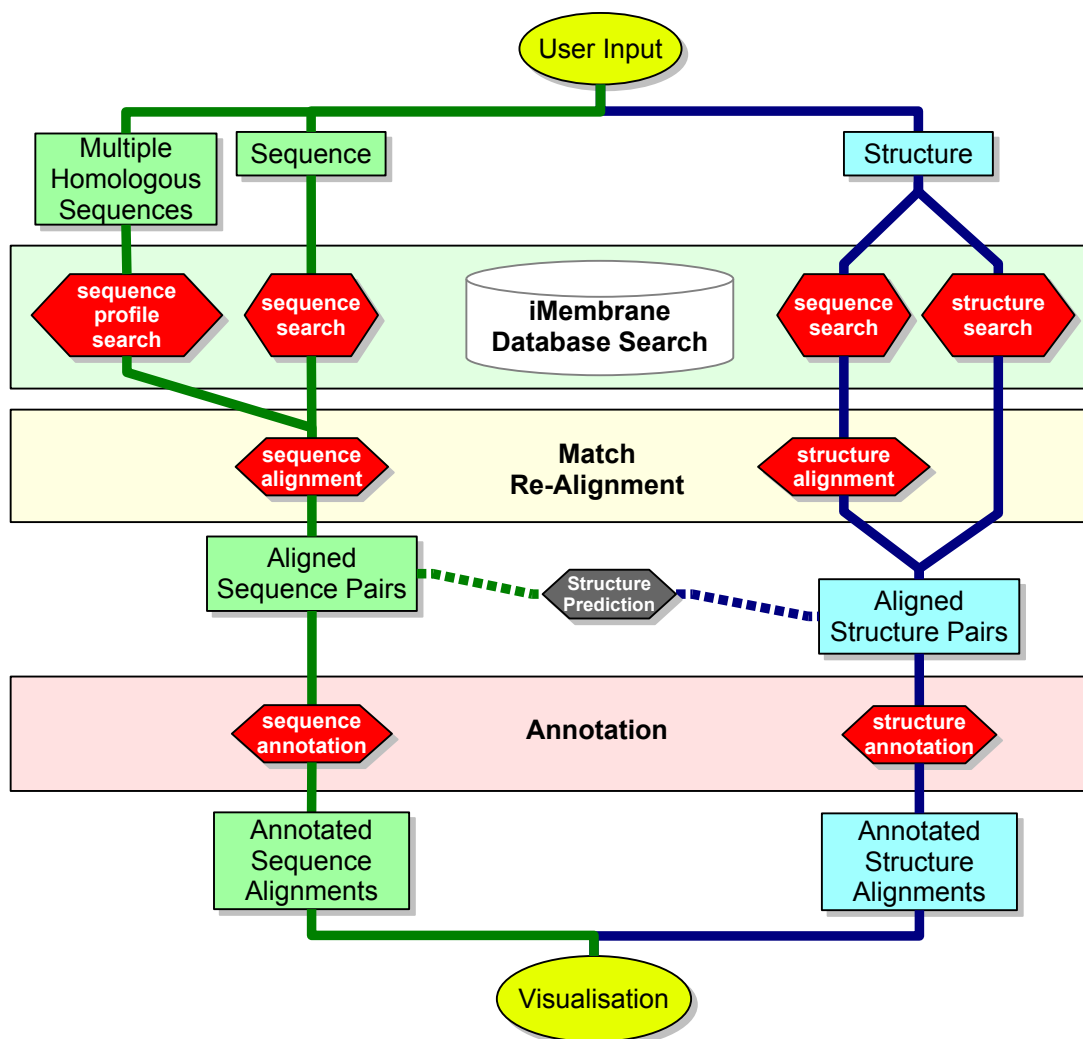 User Input
Multiple
Homologous
Sequences
Sequence
Structure
sequence
profile
search
sequence
search
iMembrane
Database Search
sequence
search
structure
search
sequence
alignment
Match
Re-Alignment
structure
alignment
Aligned
Sequence Pairs
Structure
Prediction
Aligned
Structure Pairs
sequence
annotation
Annotation
structure
annotation
Annotated
Sequence
Alignments
Annotated
Structure
Alignments
Visualisation